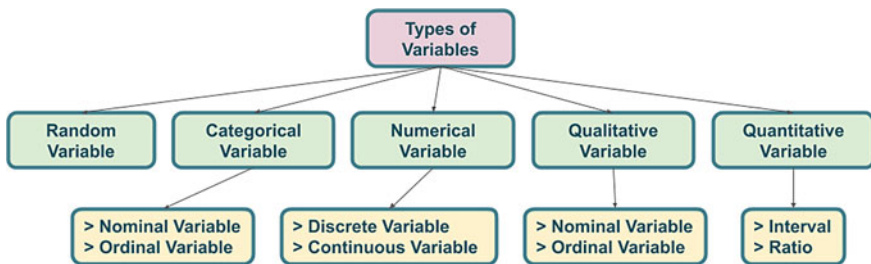 Types of
Variables
Random
Variable
Categorical
Variable
Numerical
Variable
Qualitative
Variable
Quantitative
Variable
> Nominal Variable
> Ordinal Variable
> Discrete Variable
> Continuous Variable
> Nominal Variable
> Ordinal Variable
> Interval
> Ratio